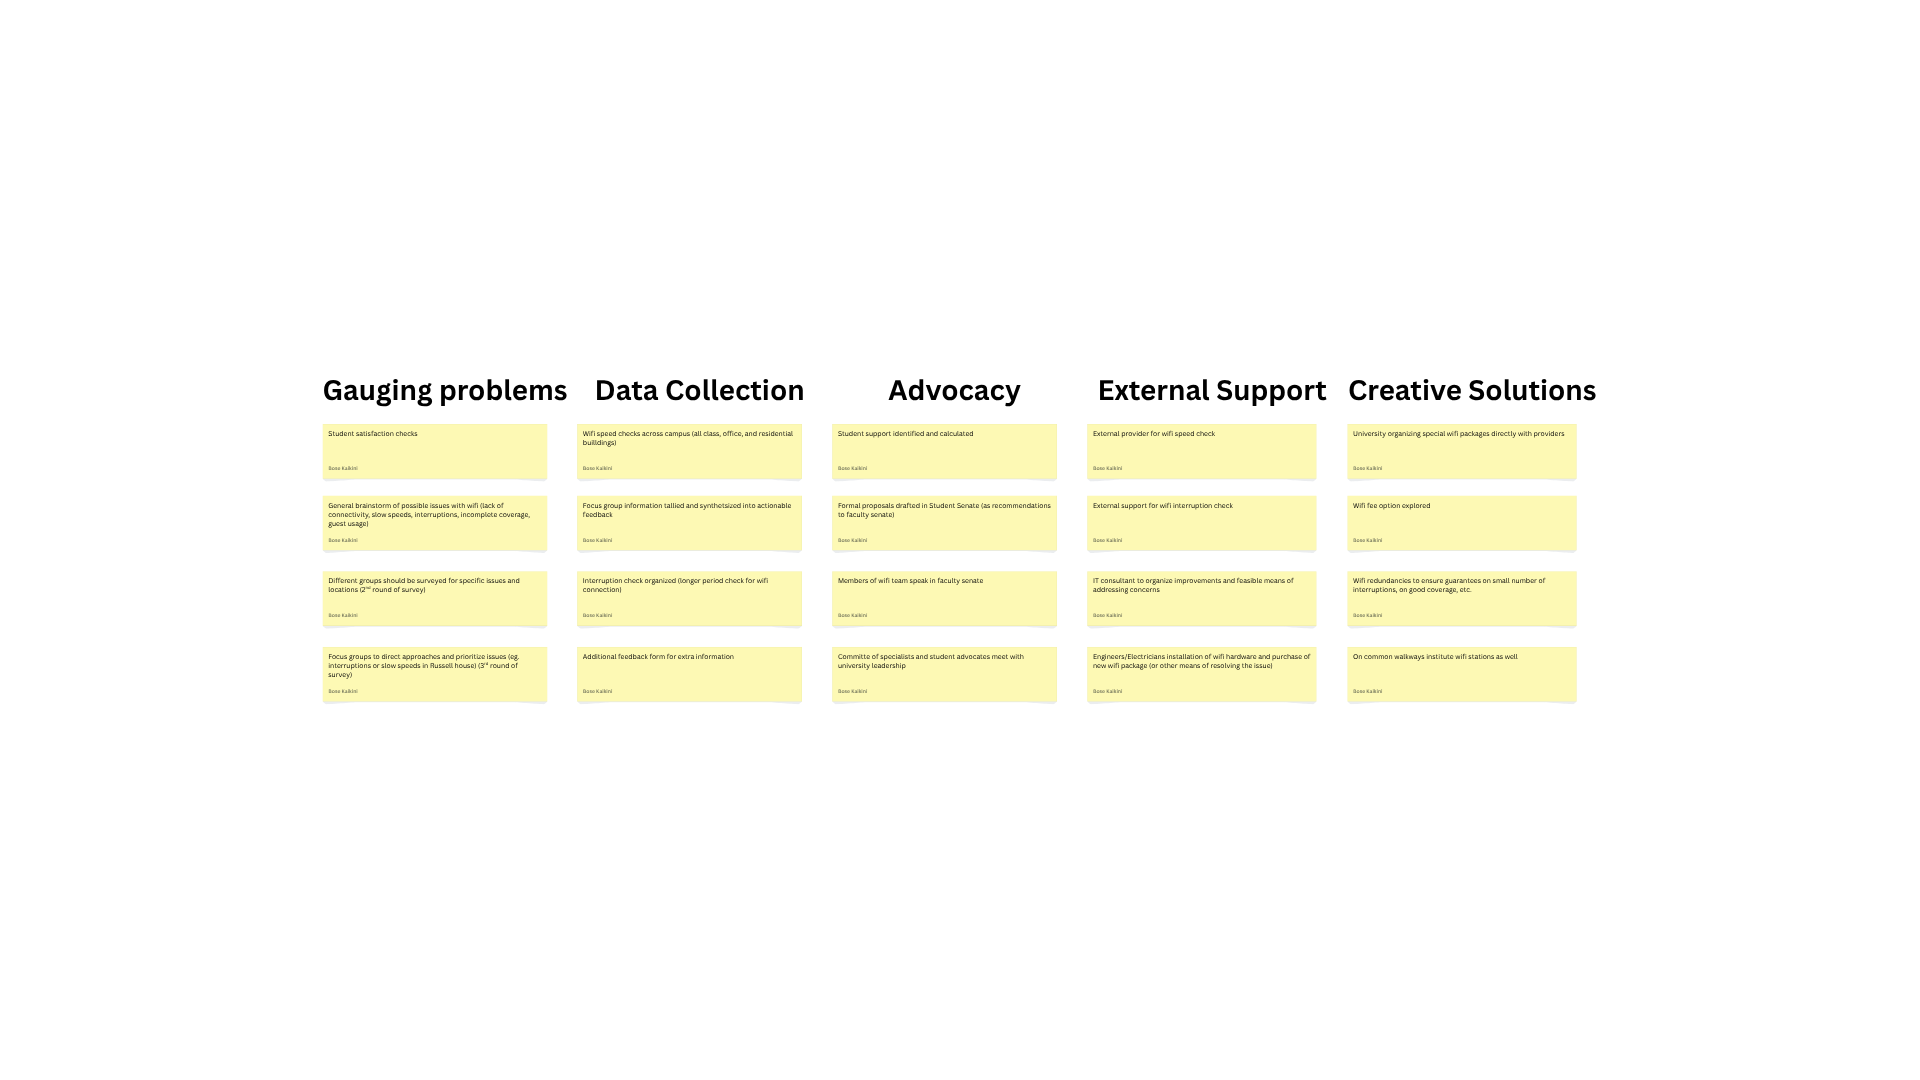 Gauging problems
Student satisfaction checks
Bose Kalkini
General brainstorm of possible issues with wifi (lack of
connectivity, slow speeds, interruptions, incomplete coverage,
guest usage)
Bose Kalkini
Different groups should be surveyed for specific issues and
locations (2ⁿᵈ round of survey)
Bose Kalkini
Focus groups to direct approaches and prioritize issues (eg.
interruptions or slow speeds in Russell house) (3ʳᵈ round of
survey)
Bose Kalkini
Data Collection
Wifi speed checks across campus (all class, office, and residential
builldings)
Bose Kalkini
Focus group information tallied and synthetsized into actionable
feedback
Bose Kalkini
Interruption check organized (longer period check for wifi
connection)
Bose Kalkini
Additional feedback form for extra information
Bose Kalkini
Advocacy
Student support identified and calculated
Bose Kalkini
Formal proposals drafted in Student Senate (as recommendations
to faculty senate)
Bose Kalkini
Members of wifi team speak in faculty senate
Bose Kalkini
Committe of specialists and student advocates meet with
university leadership
Bose Kalkini
External Support
External provider for wifi speed check
Bose Kalkini
External support for wifi interruption check
Bose Kalkini
IT consultant to organize improvements and feasible means of
addressing concerns
Bose Kalkini
Engineers/Electricians installation of wifi hardware and purchase of
new wifi package (or other means of resolving the issue)
Bose Kalkini
Creative Solutions
University organizing special wifi packages directly with providers
Bose Kalkini
Wifi fee option explored
Bose Kalkini
Wifi redundancies to ensure guarantees on small number of
interruptions, on good coverage, etc.
Bose Kalkini
On common walkways institute wifi stations as well
Bose Kalkini